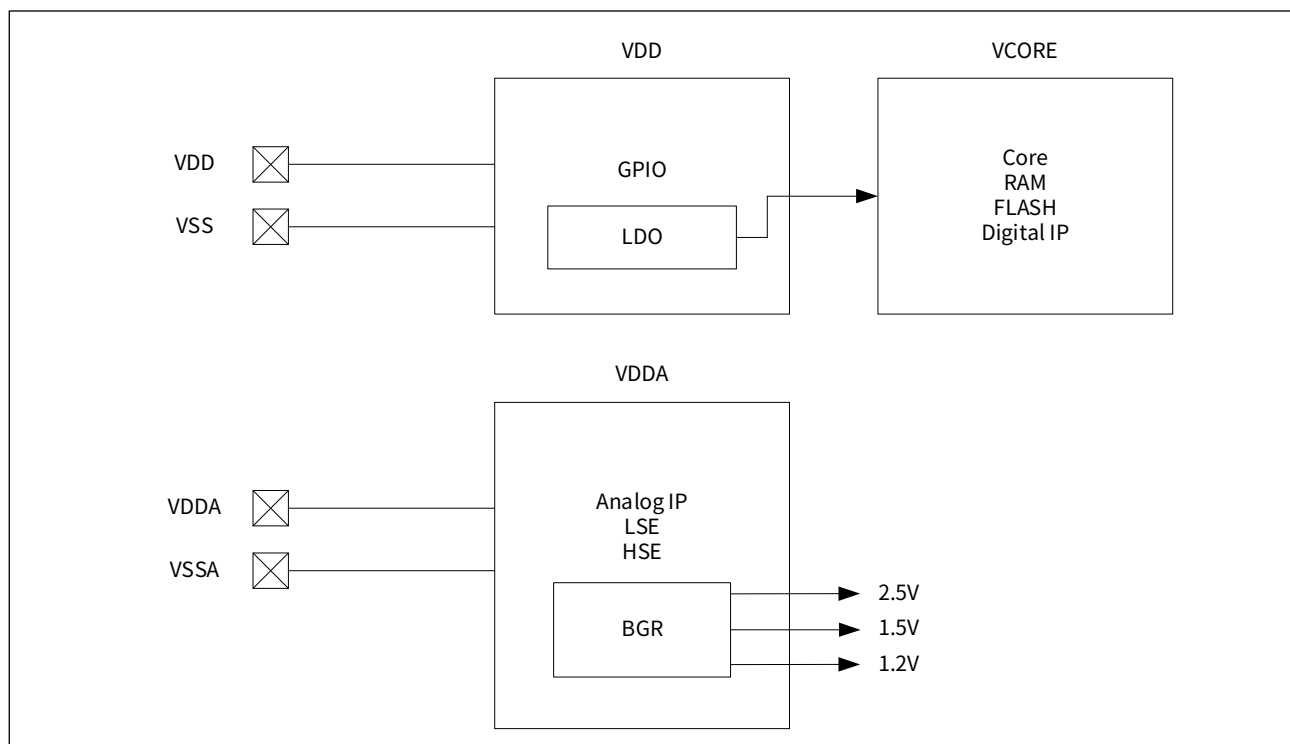 VDD
VCORE
VDD
VSS
GPIO
LDO
Core
RAM
FLASH
Digital IP
VDDA
VDDA
VSSA
Analog IP
LSE
HSE
BGR
2.5V
1.5V
1.2V